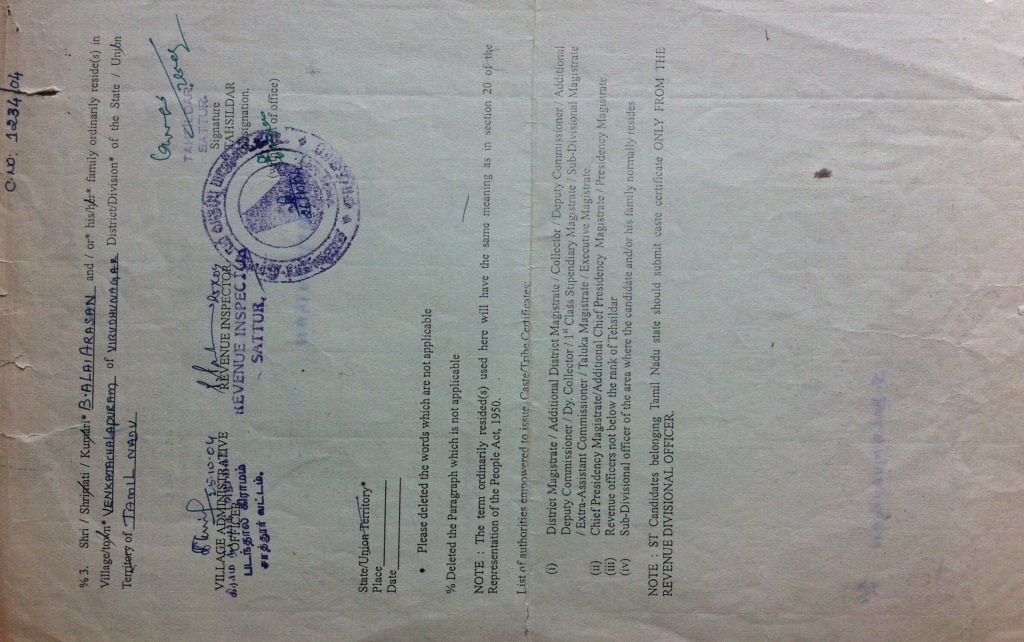 C.NO: 1234/04
% 3. Shri / Shrimati / Kumari* B. ALAIARASAN and / or* his/her* family ordinarily reside(s) in
Village/town* VENKATACHALAPURAM of VIRUDHUNAGAR District/Division* of the State / Union
Territory of TAMIL NADU
TAHSILDAR
SATTUR.
25-10-04
VILLAGE ADMINISTRATIVE
OFFICER
கிராம
படந்தால் கிராமம்
சாத்தூர் வட்டம்.
REVENUE INSPECTOR
REVENUE INSPECTOR
SATTUR.
Signature
TAHSILDAR
Designation.
(with seal of office)
26/10/04
State/Union Territory*
Place
Date
• Please deleted the words which are not applicable
% Deleted the Paragraph which is not applicable
NOTE : The term ordinarily resided(s) used here will have the same meaning as in section 20 of the
Representation of the People Act, 1950.
List of authorities empowered to issue Caste/Tribe Certificates:
(i) District Magistrate / Additional District Magistrate / Collector / Deputy Commissioner / Additional
Deputy Commissioner / Dy. Collector / 1st Class Stipendiary Magistrate / Sub-Divisional Magistrate
/ Extra-Assistant Commissioner / Taluka Magistrate / Executive Magistrate.
(ii) Chief Presidency Magistrate/Additional Chief Presidency Magistrate / Presidency Magistrate
(iii) Revenue officers not below the rank of Tehsildar
(iv) Sub-Divisional officer of the area where the candidate and/or his family normally resides
NOTE : ST Candidates belonging Tamil Nadu state should submit caste certificate ONLY FROM THE
REVENUE DIVISIONAL OFFICER.